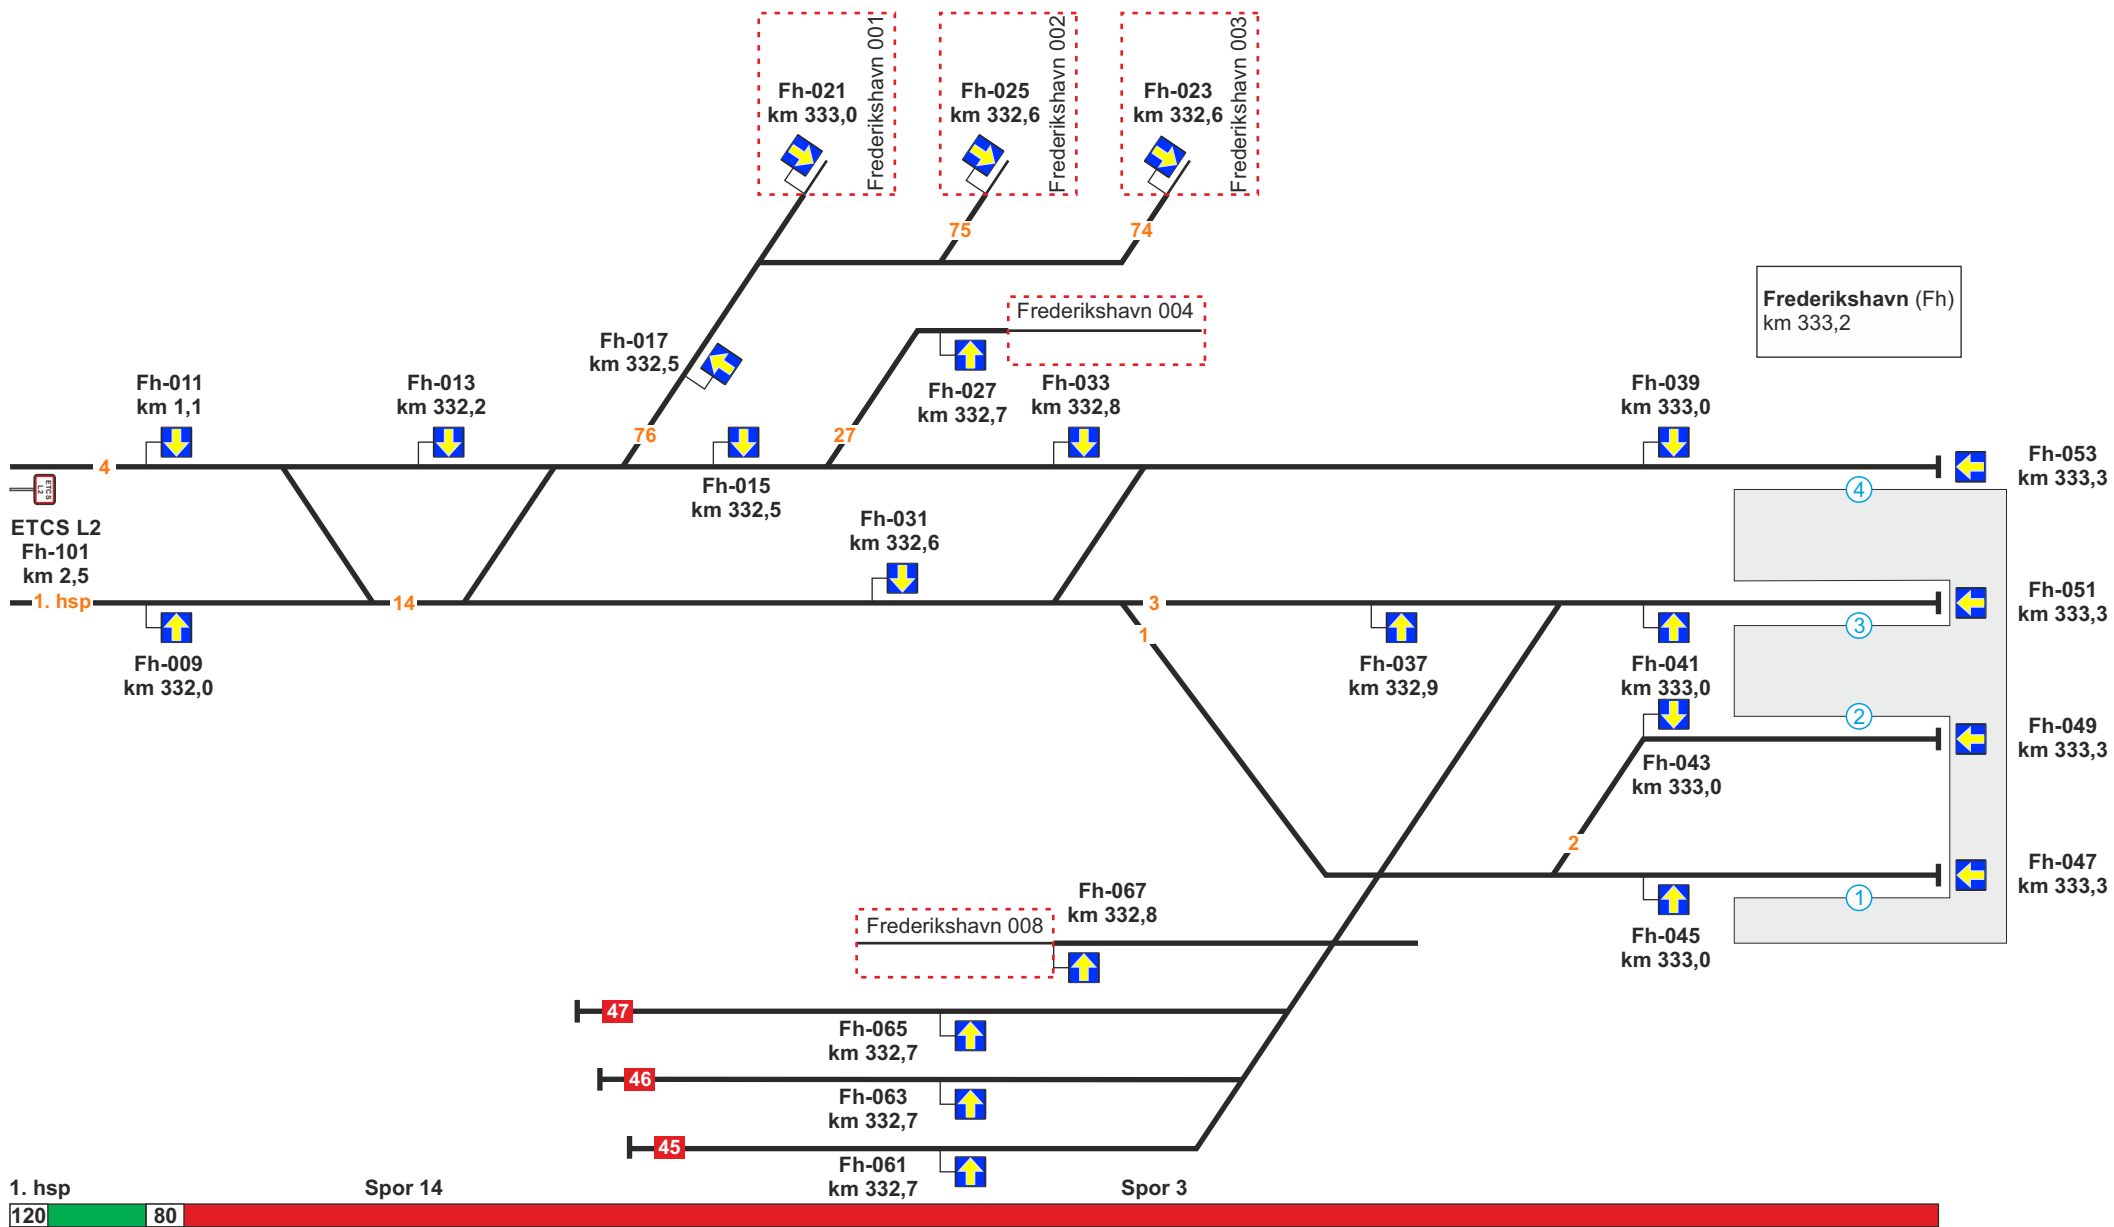 Frederikshavn 001
Frederikshavn 002
Frederikshavn 003
Fh-021
km 333,0
Fh-025
km 332,6
Fh-023
km 332,6
75
74
Frederikshavn (Fh)
km 333,2
Frederikshavn 004
Fh-017
km 332,5
Fh-011
km 1,1
Fh-013
km 332,2
Fh-027
km 332,7
Fh-033
km 332,8
Fh-039
km 333,0
76
27
4
Fh-053
km 333,3
ETCS
L2
Fh-015
km 332,5
4
ETCS L2
Fh-101
km 2,5
Fh-031
km 332,6
1. hsp
14
3
1
Fh-051
km 333,3
3
Fh-009
km 332,0
Fh-037
km 332,9
Fh-041
km 333,0
2
Fh-049
km 333,3
Fh-043
km 333,0
2
Fh-047
km 333,3
1
Fh-067
km 332,8
Frederikshavn 008
Fh-045
km 333,0
47
Fh-065
km 332,7
46
Fh-063
km 332,7
45
Fh-061
km 332,7
1. hsp
Spor 14
Spor 3
120
80